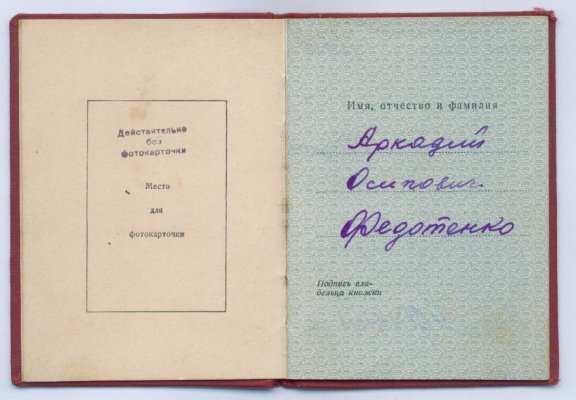 Действительно
без
фотокарточки
Место
для
фотокарточки
Имя, отчество и фамилия
Аркадий
Осипович
Федотенко
Подпись вла-
дельца книжки